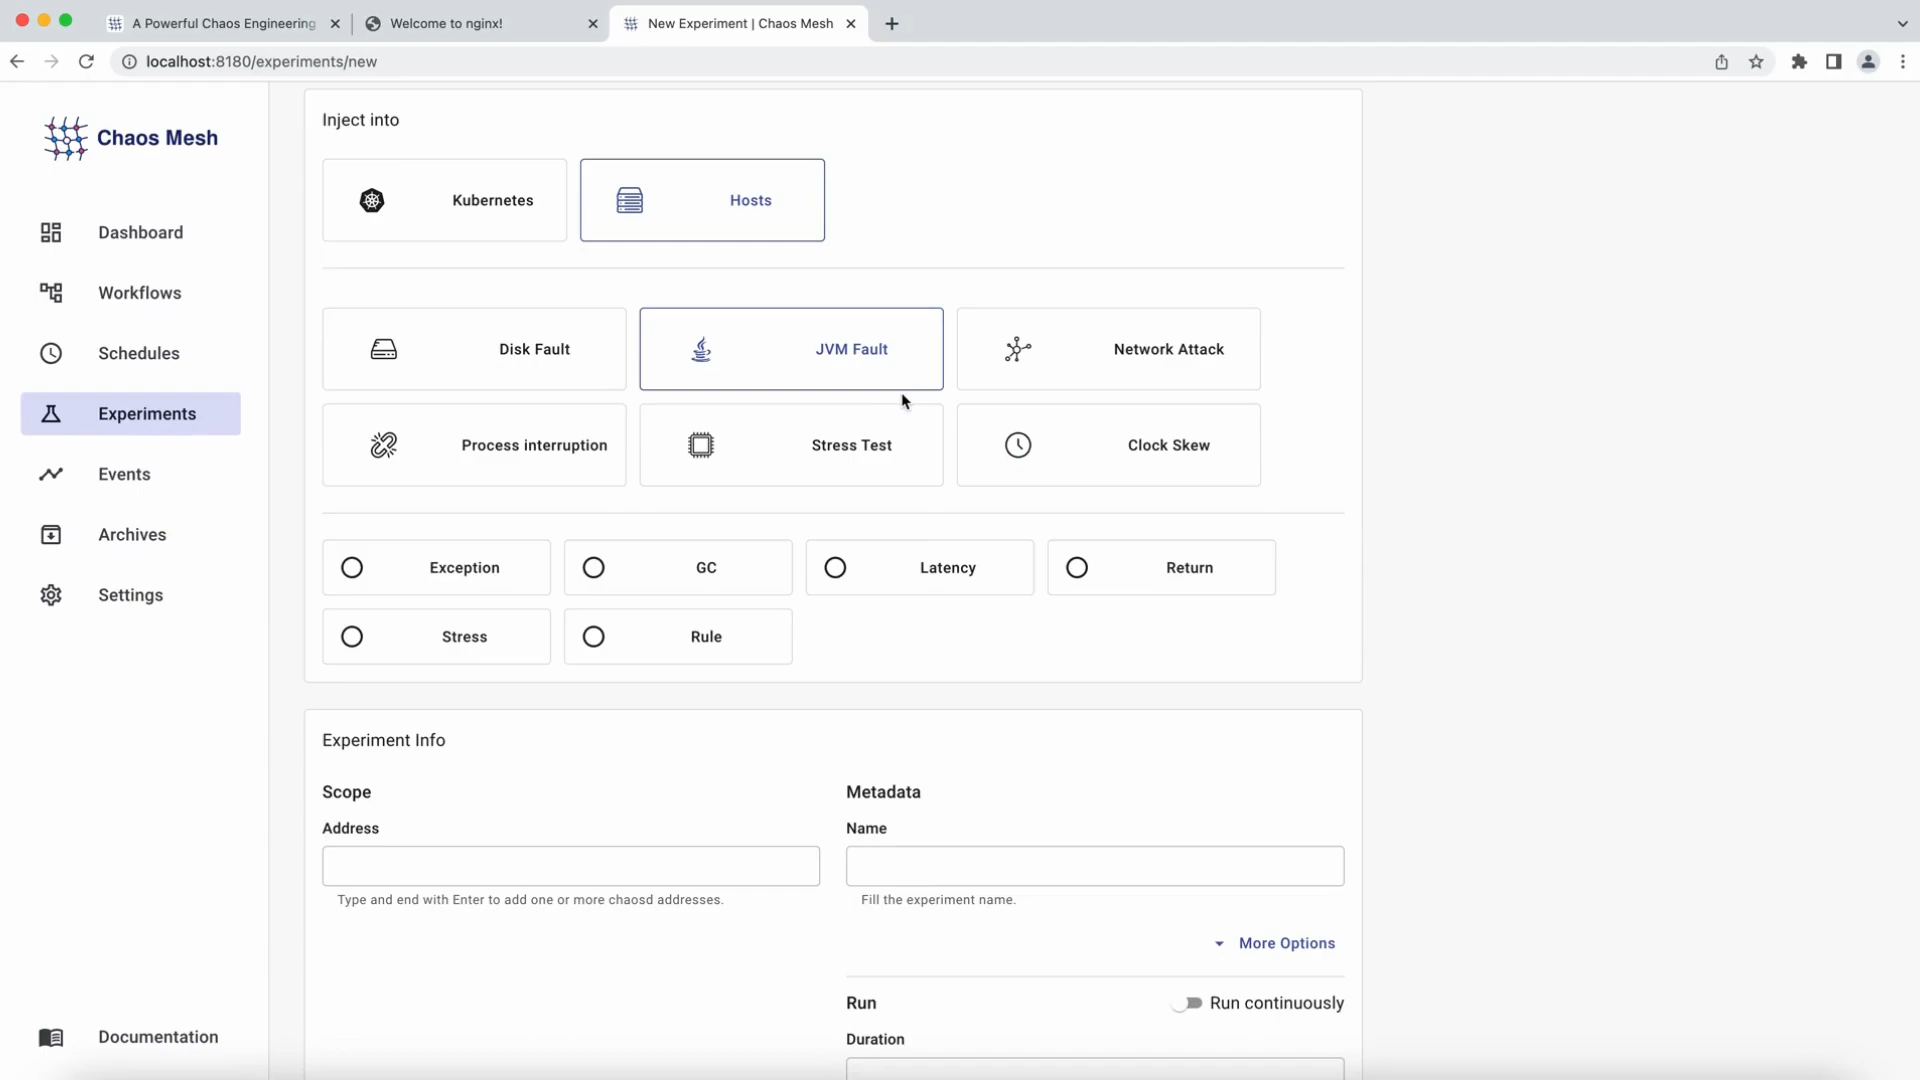 A Powerful Chaos Engineering
Welcome to nginx!
New Experiment | Chaos Mesh
localhost:8180/experiments/new
Chaos Mesh
Dashboard
Workflows
Schedules
Experiments
Events
Archives
Settings
Documentation
Inject into
Kubernetes
Hosts
Disk Fault
JVM Fault
Network Attack
Process interruption
Stress Test
Clock Skew
Exception
GC
Latency
Return
Stress
Rule
Experiment Info
Scope
Address
Type and end with Enter to add one or more chaosd addresses.
Metadata
Name
Fill the experiment name.
More Options
Run
Run continuously
Duration